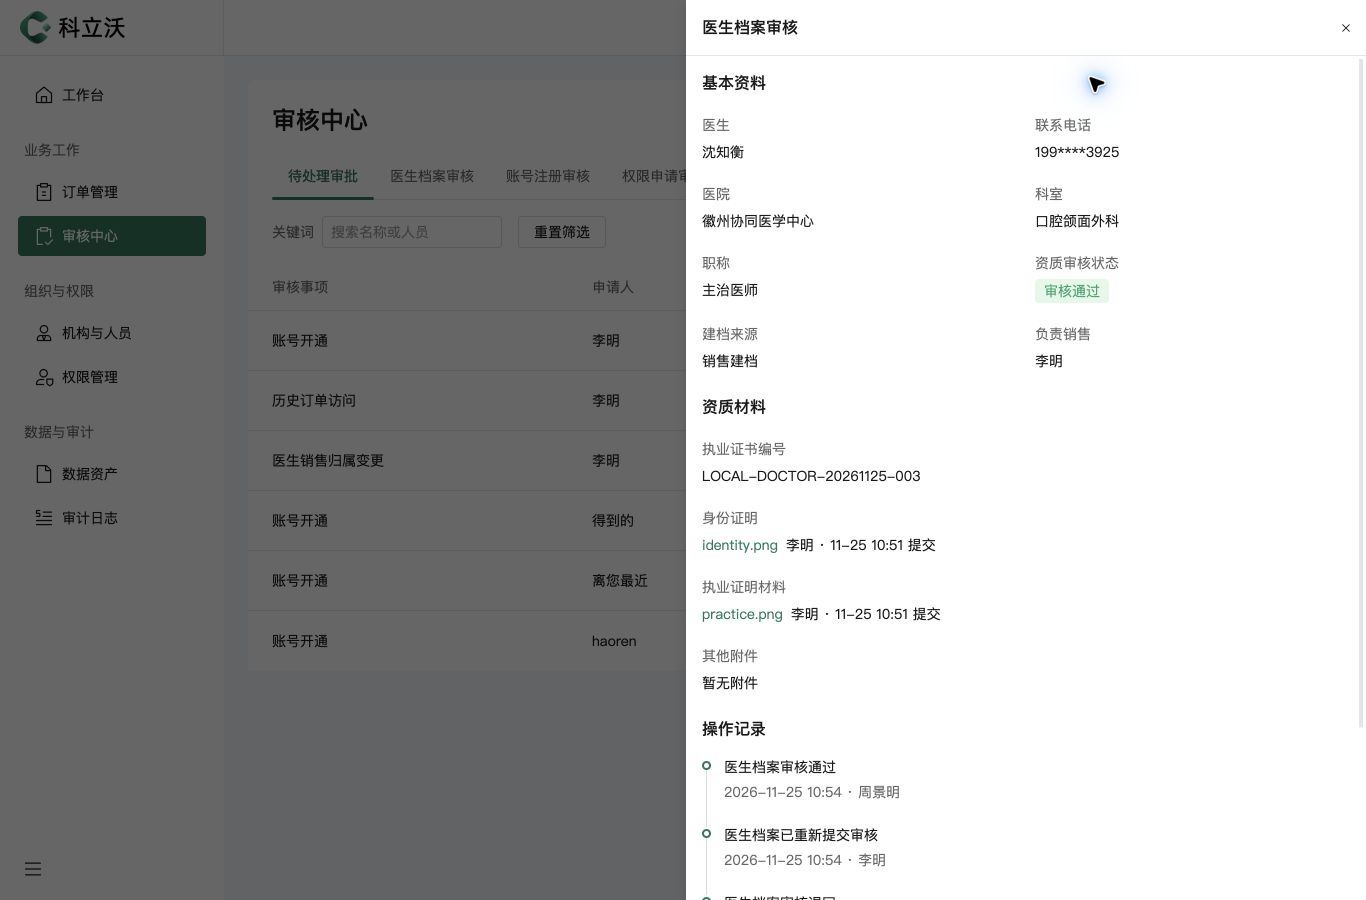 科立沃
工作台
业务工作
订单管理
审核中心
组织与权限
机构与人员
权限管理
数据与审计
数据资产
审计日志
审核中心
待处理审批 医生档案审核 账号注册审核 权限申请审
关键词 搜索名称或人员 重置筛选
审核事项 申请人
账号开通 李明
历史订单访问 李明
医生销售归属变更 李明
账号开通 得到的
账号开通 离您最近
账号开通 haoren
医生档案审核
基本资料
医生 联系电话
沈知衡 199****3925
医院 科室
徽州协同医学中心 口腔颌面外科
职称 资质审核状态
主治医师 审核通过
建档来源 负责销售
销售建档 李明
资质材料
执业证书编号
LOCAL-DOCTOR-20261125-003
身份证明
identity.png 李明 · 11-25 10:51 提交
执业证明材料
practice.png 李明 · 11-25 10:51 提交
其他附件
暂无附件
操作记录
医生档案审核通过
2026-11-25 10:54 · 周景明
医生档案已重新提交审核
2026-11-25 10:54 · 李明